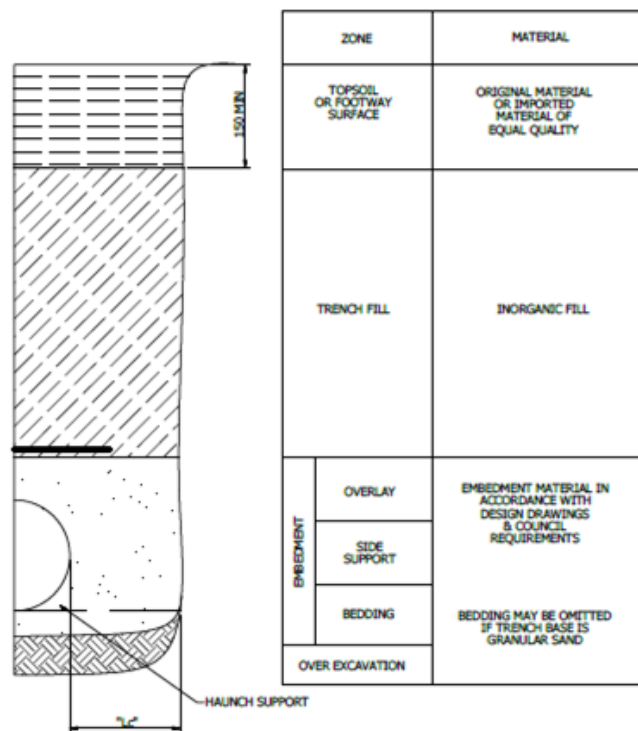 ZONE
MATERIAL
150 MIN
TOPSOIL
OR FOOTWAY
SURFACE
ORIGINAL MATERIAL
OR IMPORTED
MATERIAL OF
EQUAL QUALITY
TRENCH FILL
INORGANIC FILL
EMBEDMENT
OVERLAY
EMBEDMENT MATERIAL IN
ACCORDANCE WITH
DESIGN DRAWINGS
& COUNCIL
REQUIREMENTS
SIDE
SUPPORT
BEDDING
BEDDING MAY BE OMITTED
IF TRENCH BASE IS
GRANULAR SAND
OVER EXCAVATION
HAUNCH SUPPORT
"Lc"